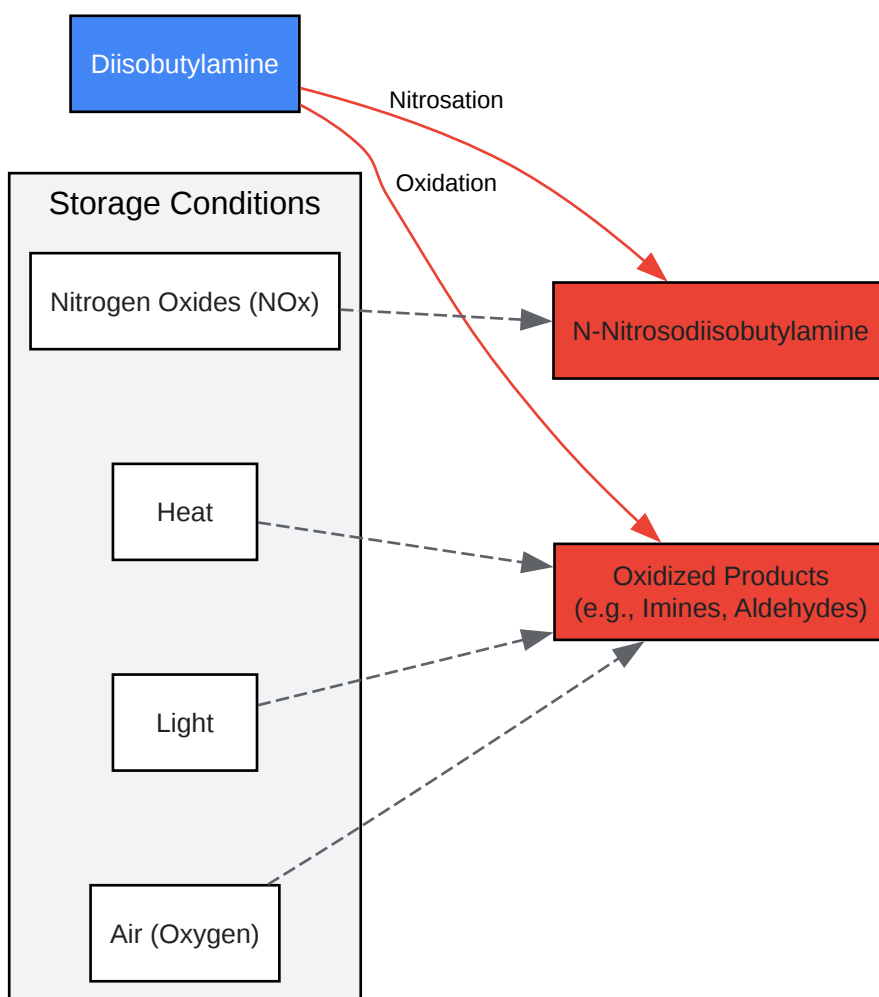 Diisobutylamine
Nitrosation
Oxidation
Storage Conditions
Nitrogen Oxides (NOx)
N-Nitrosodiisobutylamine
Heat
Oxidized Products
(e.g., Imines, Aldehydes)
Light
Air (Oxygen)